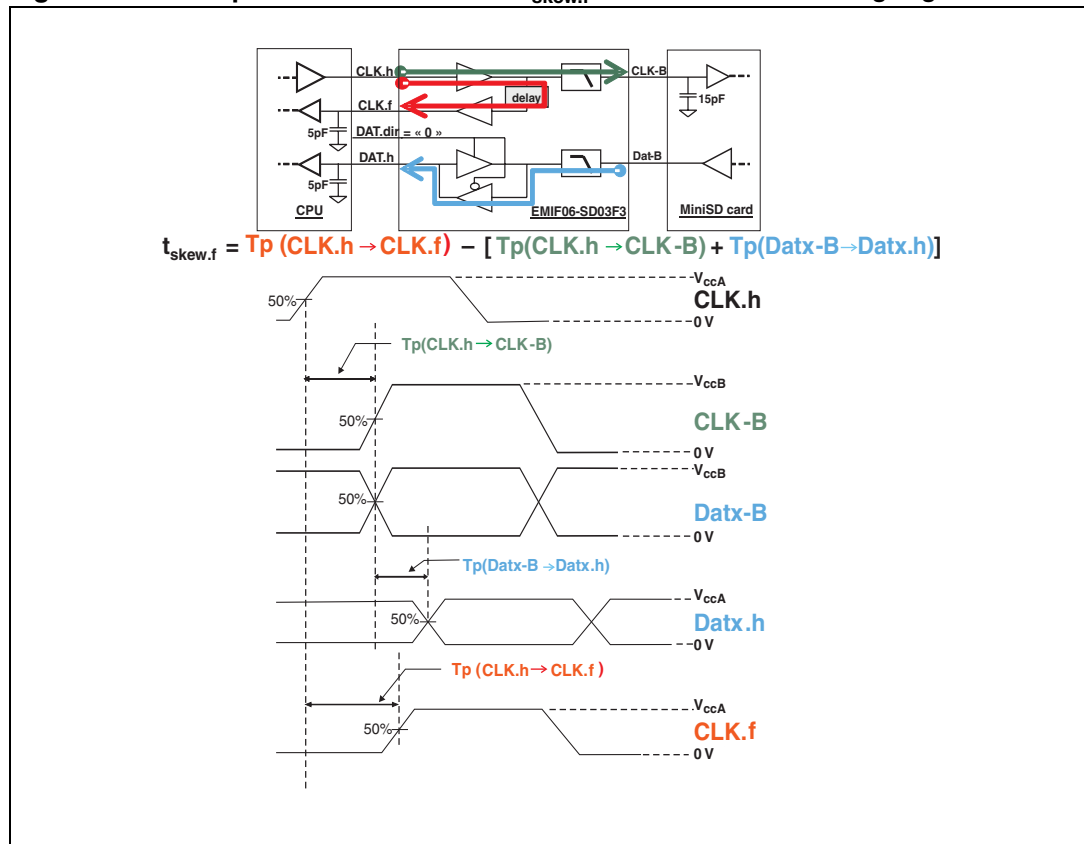 CLK.h
CLK-B
delay
CLK.f
15pF
5pF
DAT.dir = « 0 »
DAT.h
Dat-B
5pF
CPU
EMIF06-SD03F3
MiniSD card
tskew.f = Tp (CLK.h → CLK.f) – [ Tp(CLK.h → CLK-B) + Tp(Datx-B→Datx.h)]
VccA
50%
CLK.h
0 V
Tp(CLK.h → CLK-B)
VccB
50%
CLK-B
0 V
VccB
50%
Datx-B
0 V
Tp(Datx-B → Datx.h)
VccA
50%
Datx.h
0 V
Tp (CLK.h → CLK.f )
VccA
50%
CLK.f
0 V